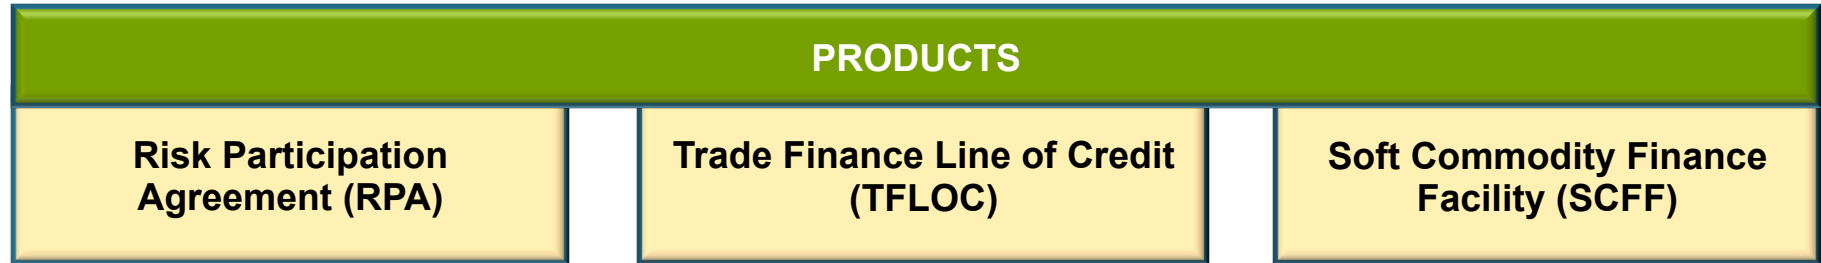 PRODUCTS
Risk Participation
Agreement (RPA)
Trade Finance Line of Credit
(TFLOC)
Soft Commodity Finance
Facility (SCFF)